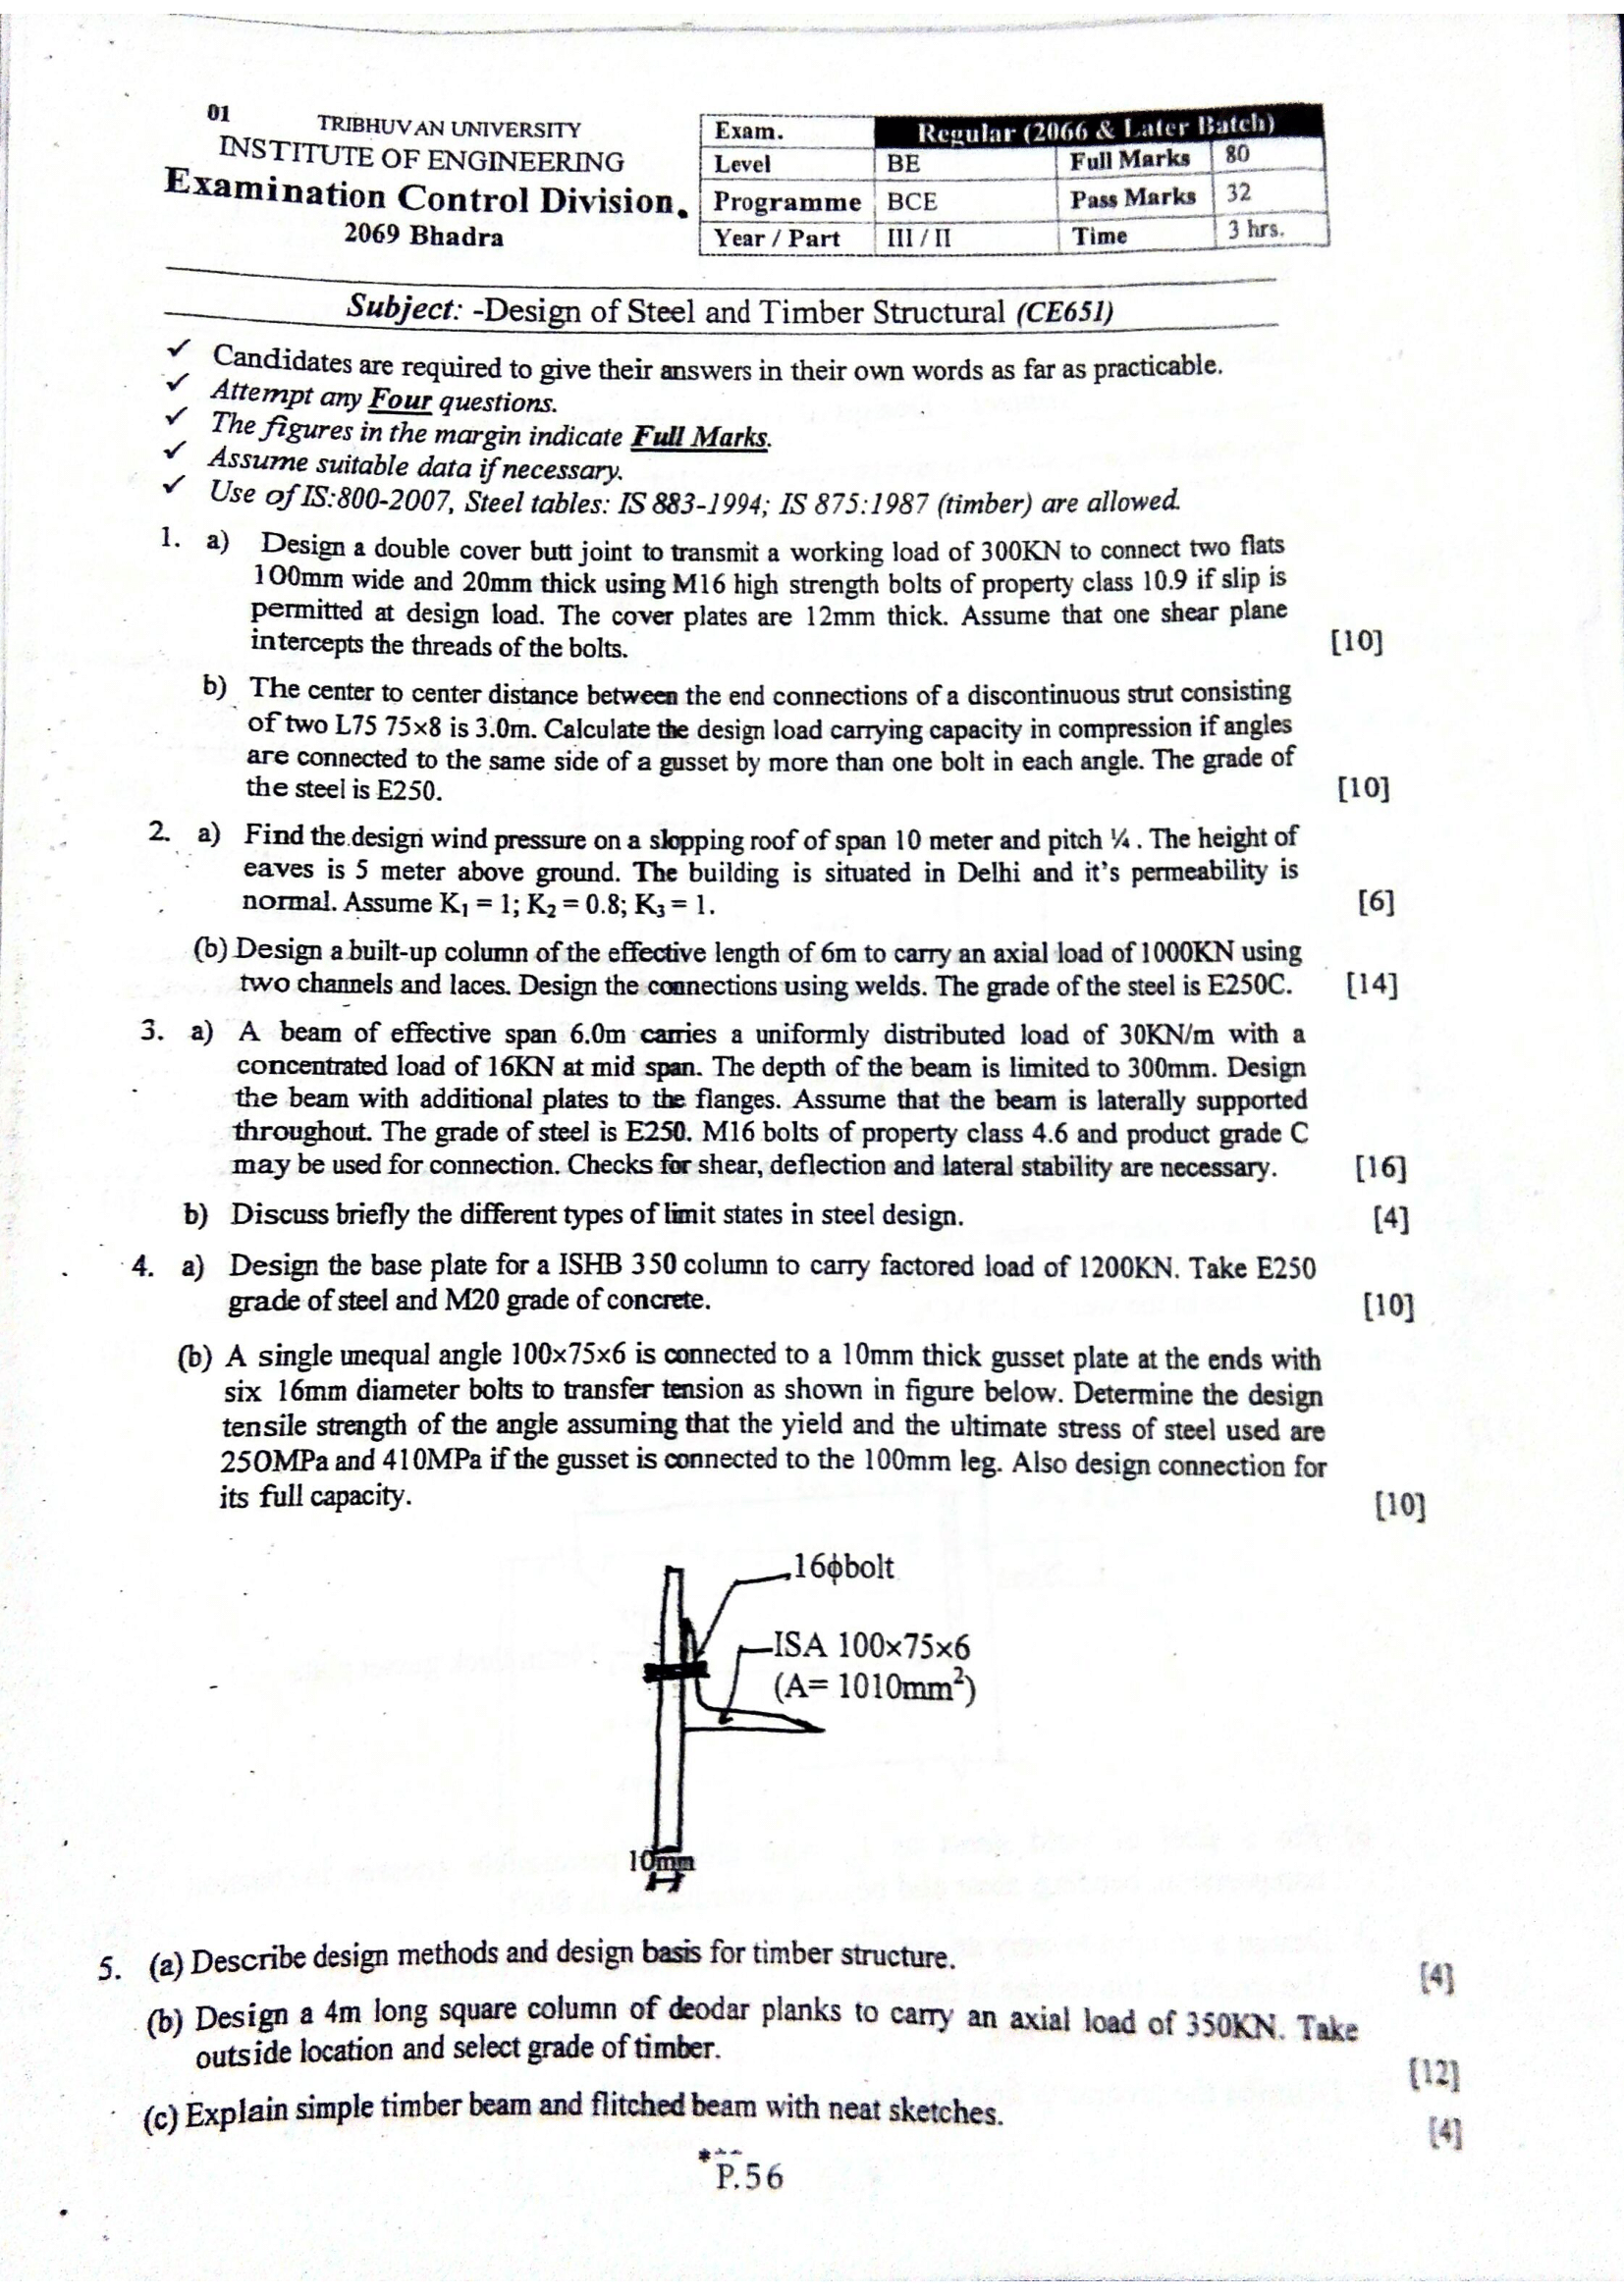 01
TRIBHUVAN UNIVERSITY
INSTITUTE OF ENGINEERING
Examination Control Division.
2069 Bhadra
Exam. Regular (2066 & Later Batch)
Level BE Full Marks 80
Programme BCE Pass Marks 32
Year / Part III / II Time 3 hrs.
Subject: -Design of Steel and Timber Structural (CE651)
✓ Candidates are required to give their answers in their own words as far as practicable.
✓ Attempt any Four questions.
✓ The figures in the margin indicate Full Marks.
✓ Assume suitable data if necessary.
✓ Use of IS:800-2007, Steel tables: IS 883-1994; IS 875:1987 (timber) are allowed.
1. a) Design a double cover butt joint to transmit a working load of 300KN to connect two flats
100mm wide and 20mm thick using M16 high strength bolts of property class 10.9 if slip is
permitted at design load. The cover plates are 12mm thick. Assume that one shear plane
intercepts the threads of the bolts. [10]
b) The center to center distance between the end connections of a discontinuous strut consisting
of two L75 75×8 is 3.0m. Calculate the design load carrying capacity in compression if angles
are connected to the same side of a gusset by more than one bolt in each angle. The grade of
the steel is E250. [10]
2. a) Find the design wind pressure on a slopping roof of span 10 meter and pitch ¼. The height of
eaves is 5 meter above ground. The building is situated in Delhi and it's permeability is
normal. Assume K₁ = 1; K₂ = 0.8; K₃ = 1. [6]
(b) Design a built-up column of the effective length of 6m to carry an axial load of 1000KN using
two channels and laces. Design the connections using welds. The grade of the steel is E250C. [14]
3. a) A beam of effective span 6.0m carries a uniformly distributed load of 30KN/m with a
concentrated load of 16KN at mid span. The depth of the beam is limited to 300mm. Design
the beam with additional plates to the flanges. Assume that the beam is laterally supported
throughout. The grade of steel is E250. M16 bolts of property class 4.6 and product grade C
may be used for connection. Checks for shear, deflection and lateral stability are necessary. [16]
b) Discuss briefly the different types of limit states in steel design. [4]
4. a) Design the base plate for a ISHB 350 column to carry factored load of 1200KN. Take E250
grade of steel and M20 grade of concrete. [10]
(b) A single unequal angle 100×75×6 is connected to a 10mm thick gusset plate at the ends with
six 16mm diameter bolts to transfer tension as shown in figure below. Determine the design
tensile strength of the angle assuming that the yield and the ultimate stress of steel used are
250MPa and 410MPa if the gusset is connected to the 100mm leg. Also design connection for
its full capacity. [10]
16ϕbolt
ISA 100×75×6
(A= 1010mm²)
10mm
5. (a) Describe design methods and design basis for timber structure. [4]
(b) Design a 4m long square column of deodar planks to carry an axial load of 350KN. Take
outside location and select grade of timber. [12]
(c) Explain simple timber beam and flitched beam with neat sketches. [4]
***
P.56